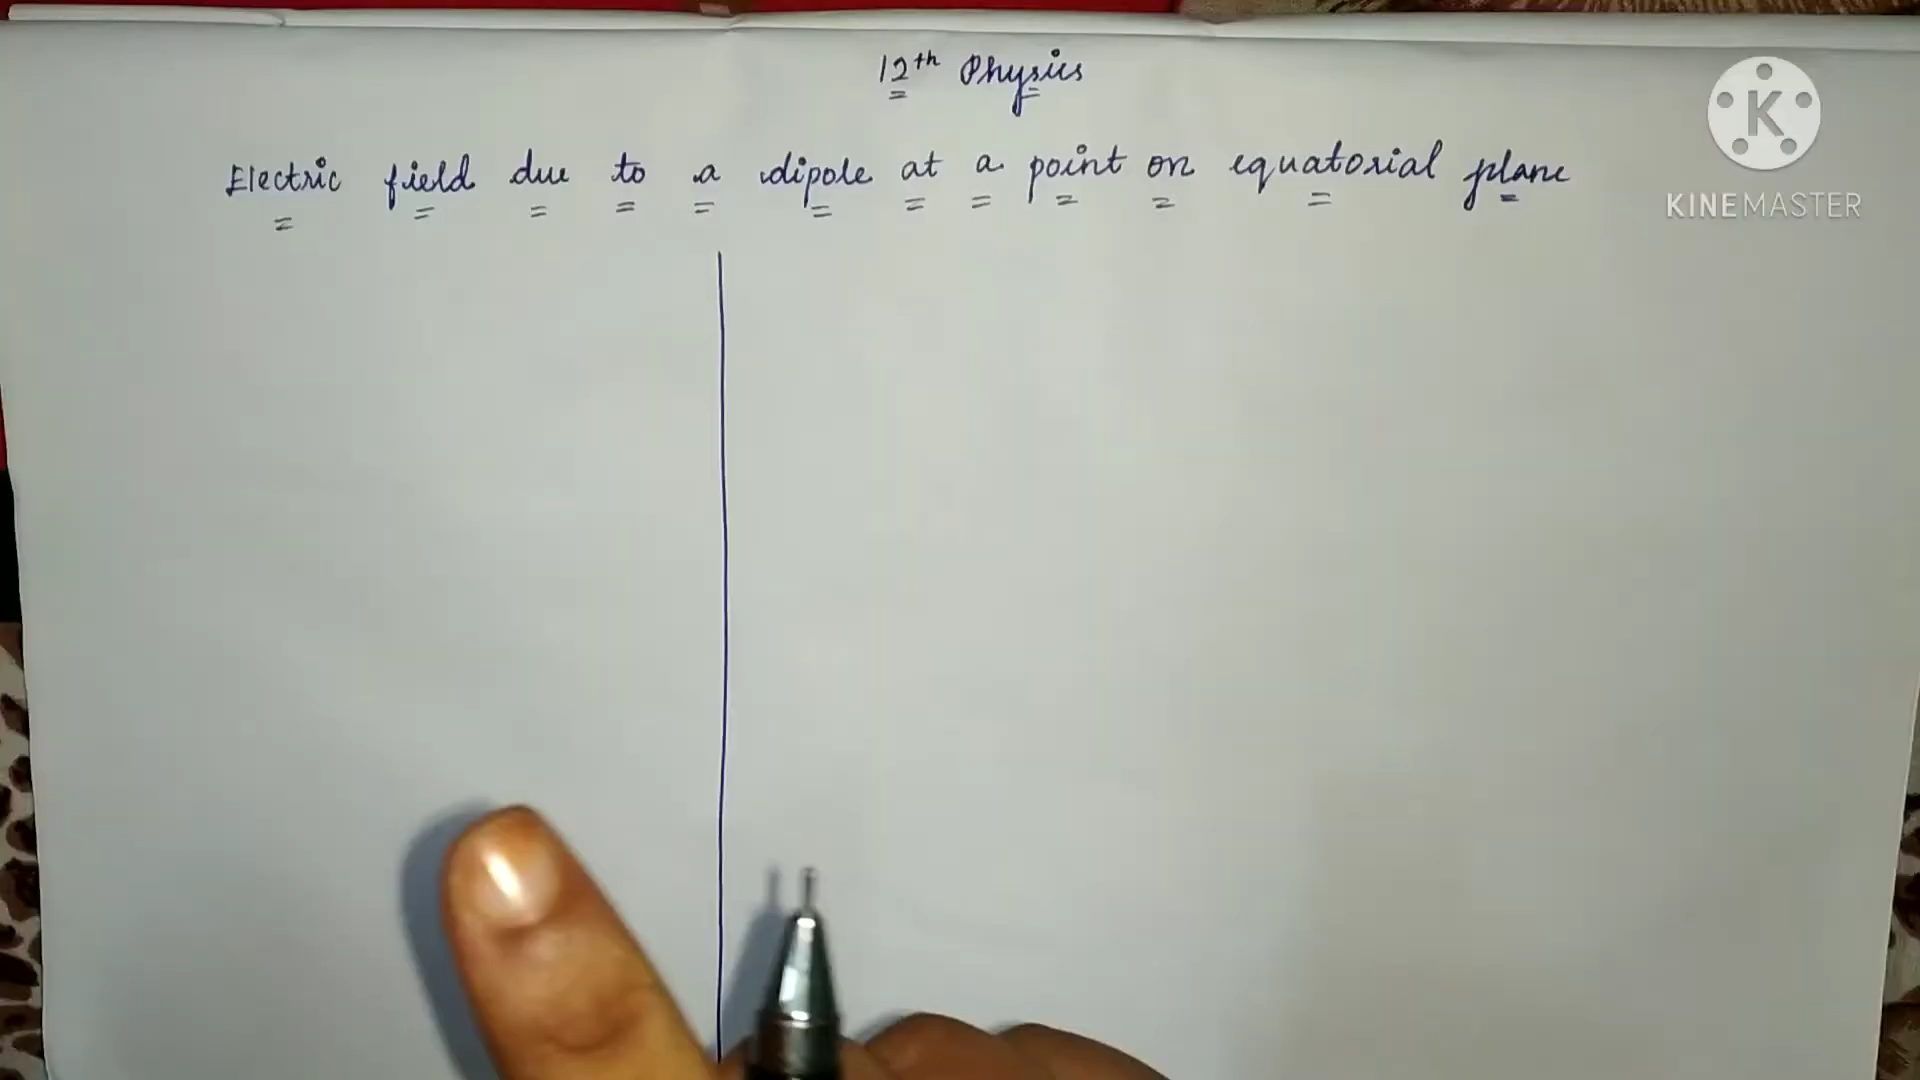 12th Physics
Electric field due to a dipole at a point on equatorial plane
K
KINEMASTER